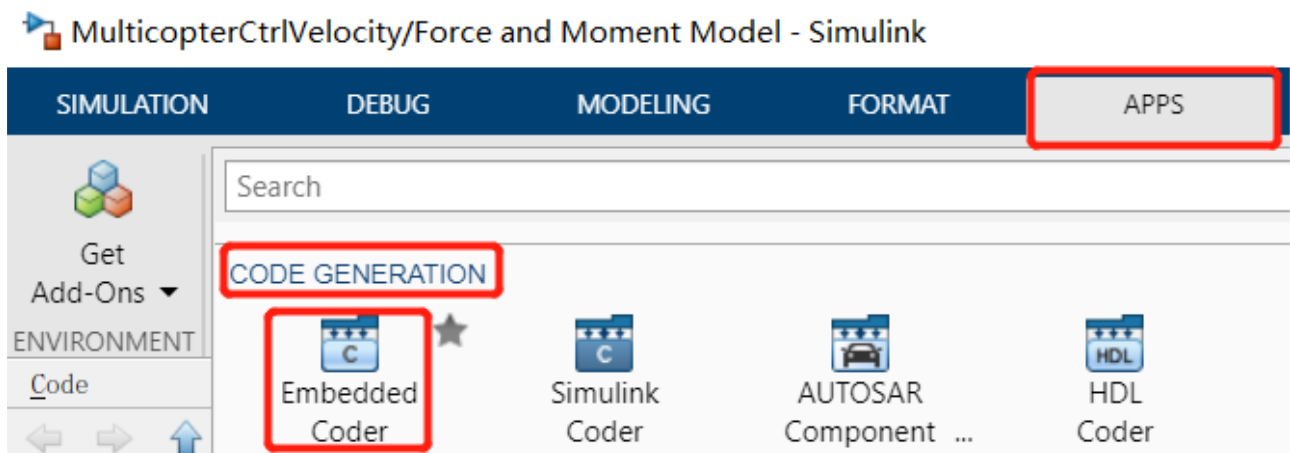 MulticopterCtrlVelocity/Force and Moment Model - Simulink
SIMULATION DEBUG MODELING FORMAT APPS
Search
Get
Add-Ons
CODE GENERATION
ENVIRONMENT
C C HDL
Code
Embedded Simulink AUTOSAR HDL
Coder Coder Component ... Coder